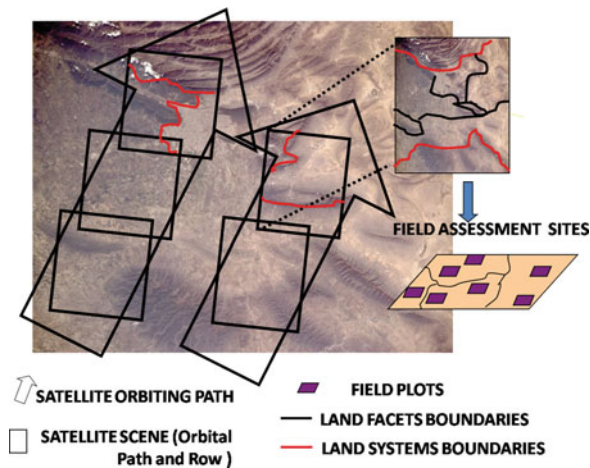 FIELD ASSESSMENT SITES
SATELLITE ORBITING PATH
SATELLITE SCENE (Orbital
Path and Row )
FIELD PLOTS
LAND FACETS BOUNDARIES
LAND SYSTEMS BOUNDARIES